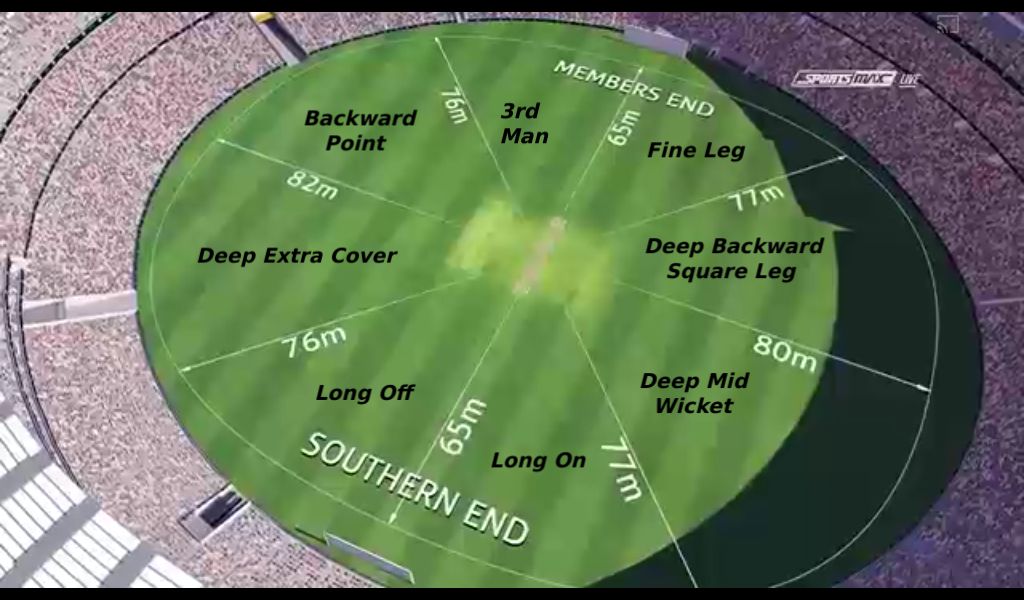 SPORTSMAX LIVE
MEMBERS END
76m
3rd
Man
65m
Backward
Point
Fine Leg
82m
77m
Deep Extra Cover
Deep Backward
Square Leg
76m
80m
Long Off
Deep Mid
Wicket
65m
SOUTHERN END
Long On
77m